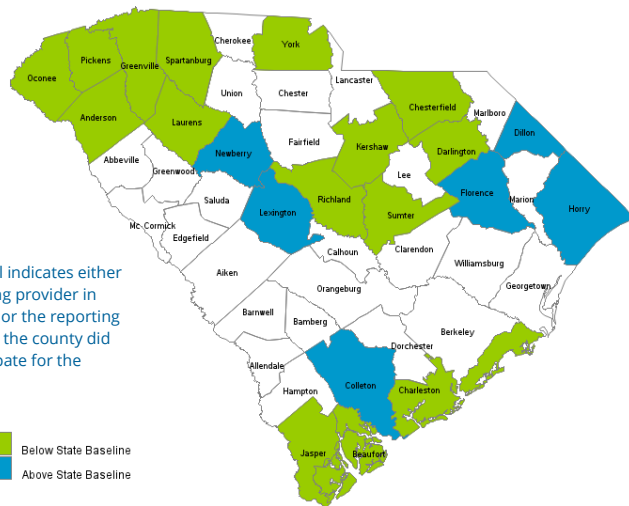 Cherokee
York
Spartanburg
Pickens
Greenville
Oconee
Lancaster
Union
Chester
Chesterfield
Marlboro
Anderson
Laurens
Dillon
Fairfield
Kershaw
Darlington
Newberry
Abbeville
Greenwood
Lee
Florence
Marion
Horry
Saluda
Richland
Lexington
Sumter
Mc Cormick
Edgefield
Calhoun
Clarendon
Williamsburg
Aiken
Georgetown
Orangeburg
Barnwell
Bamberg
Berkeley
Dorchester
Allendale
Colleton
Charleston
Hampton
Jasper
Beaufort
l indicates either
ng provider in
or the reporting
the county did
pate for the
Below State Baseline
Above State Baseline